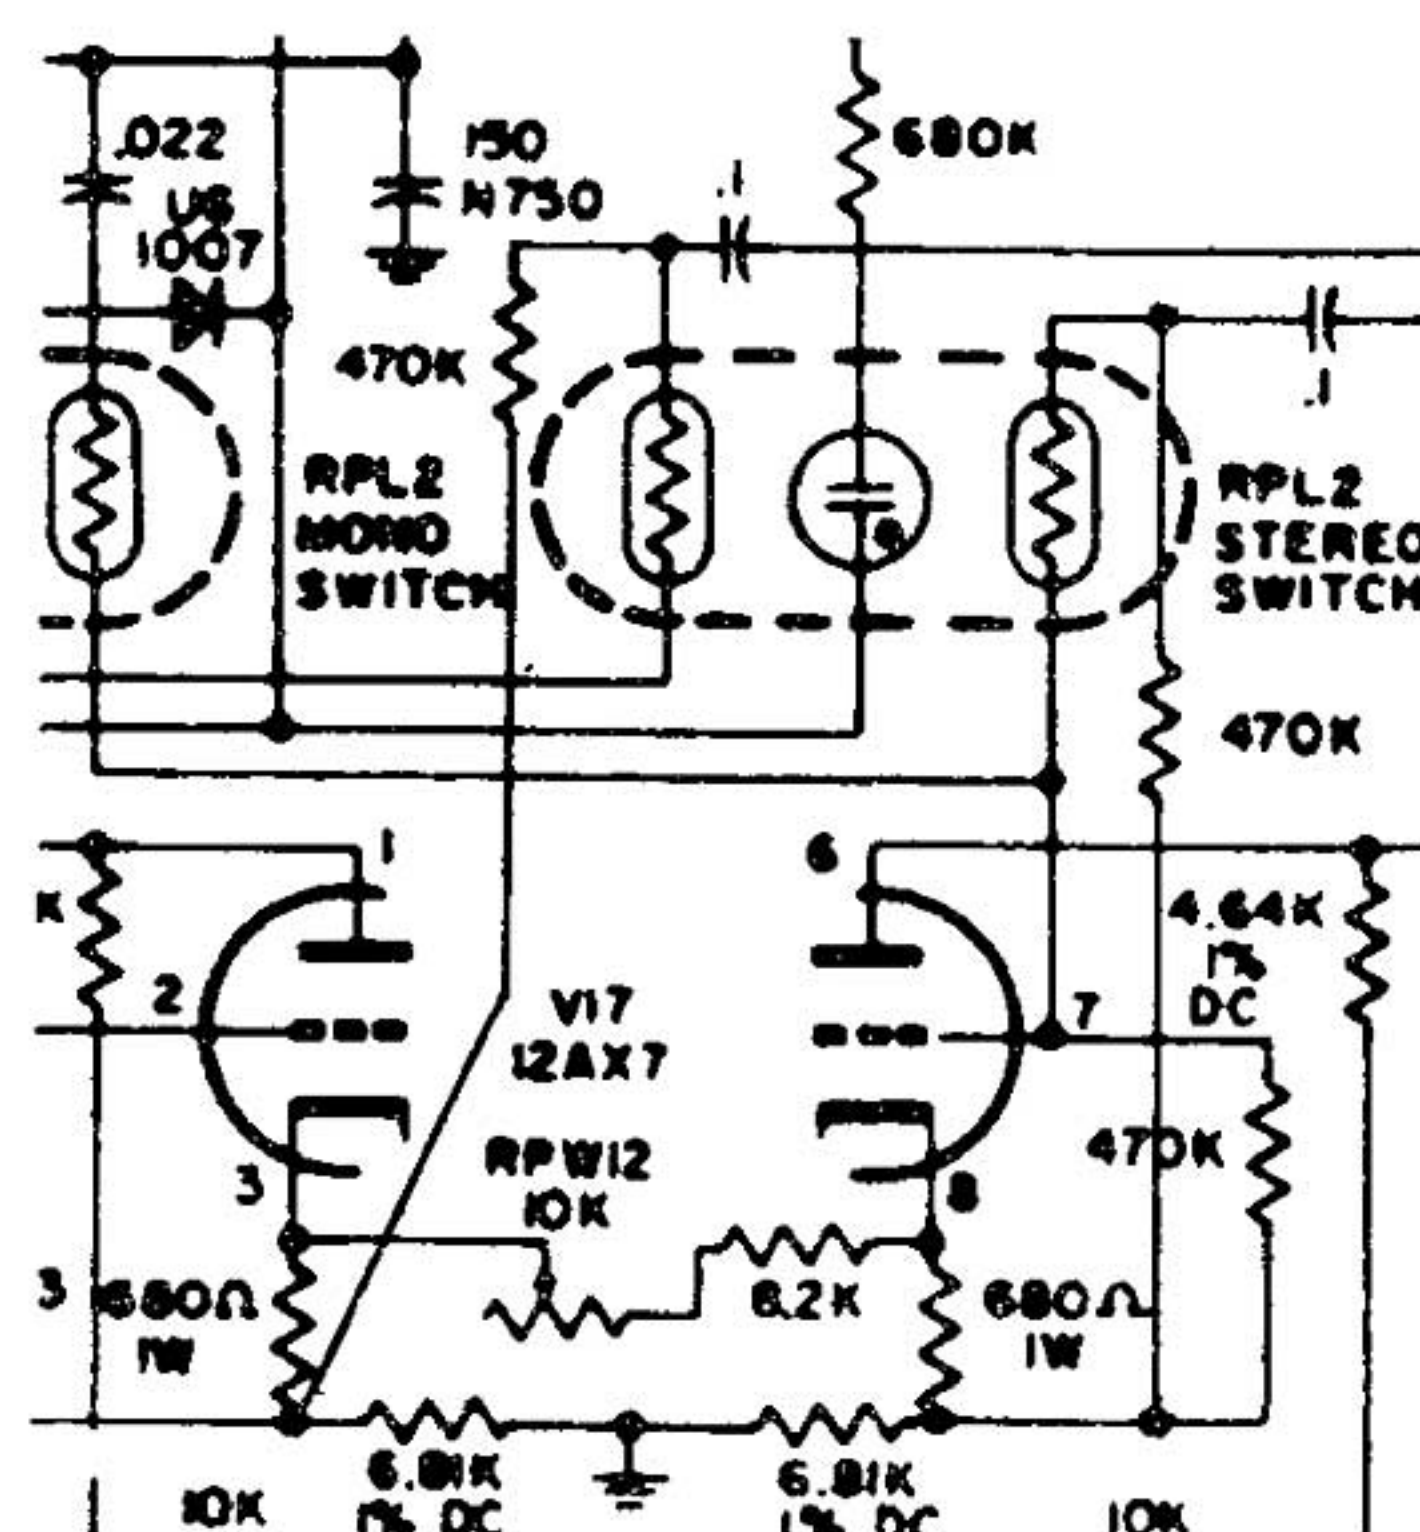 .022
150
N750
680K
.1
US
1007
470K
.1
RPL2
MONO
SWITCH
RPL2
STEREO
SWITCH
470K
1
6
K
4.64K
1%
DC
2
V17
12AX7
7
470K
3
RPW12
10K
8
3
680Ω
1W
8.2K
680Ω
1W
6.81K
1% DC
6.81K
1% DC
10K
10K